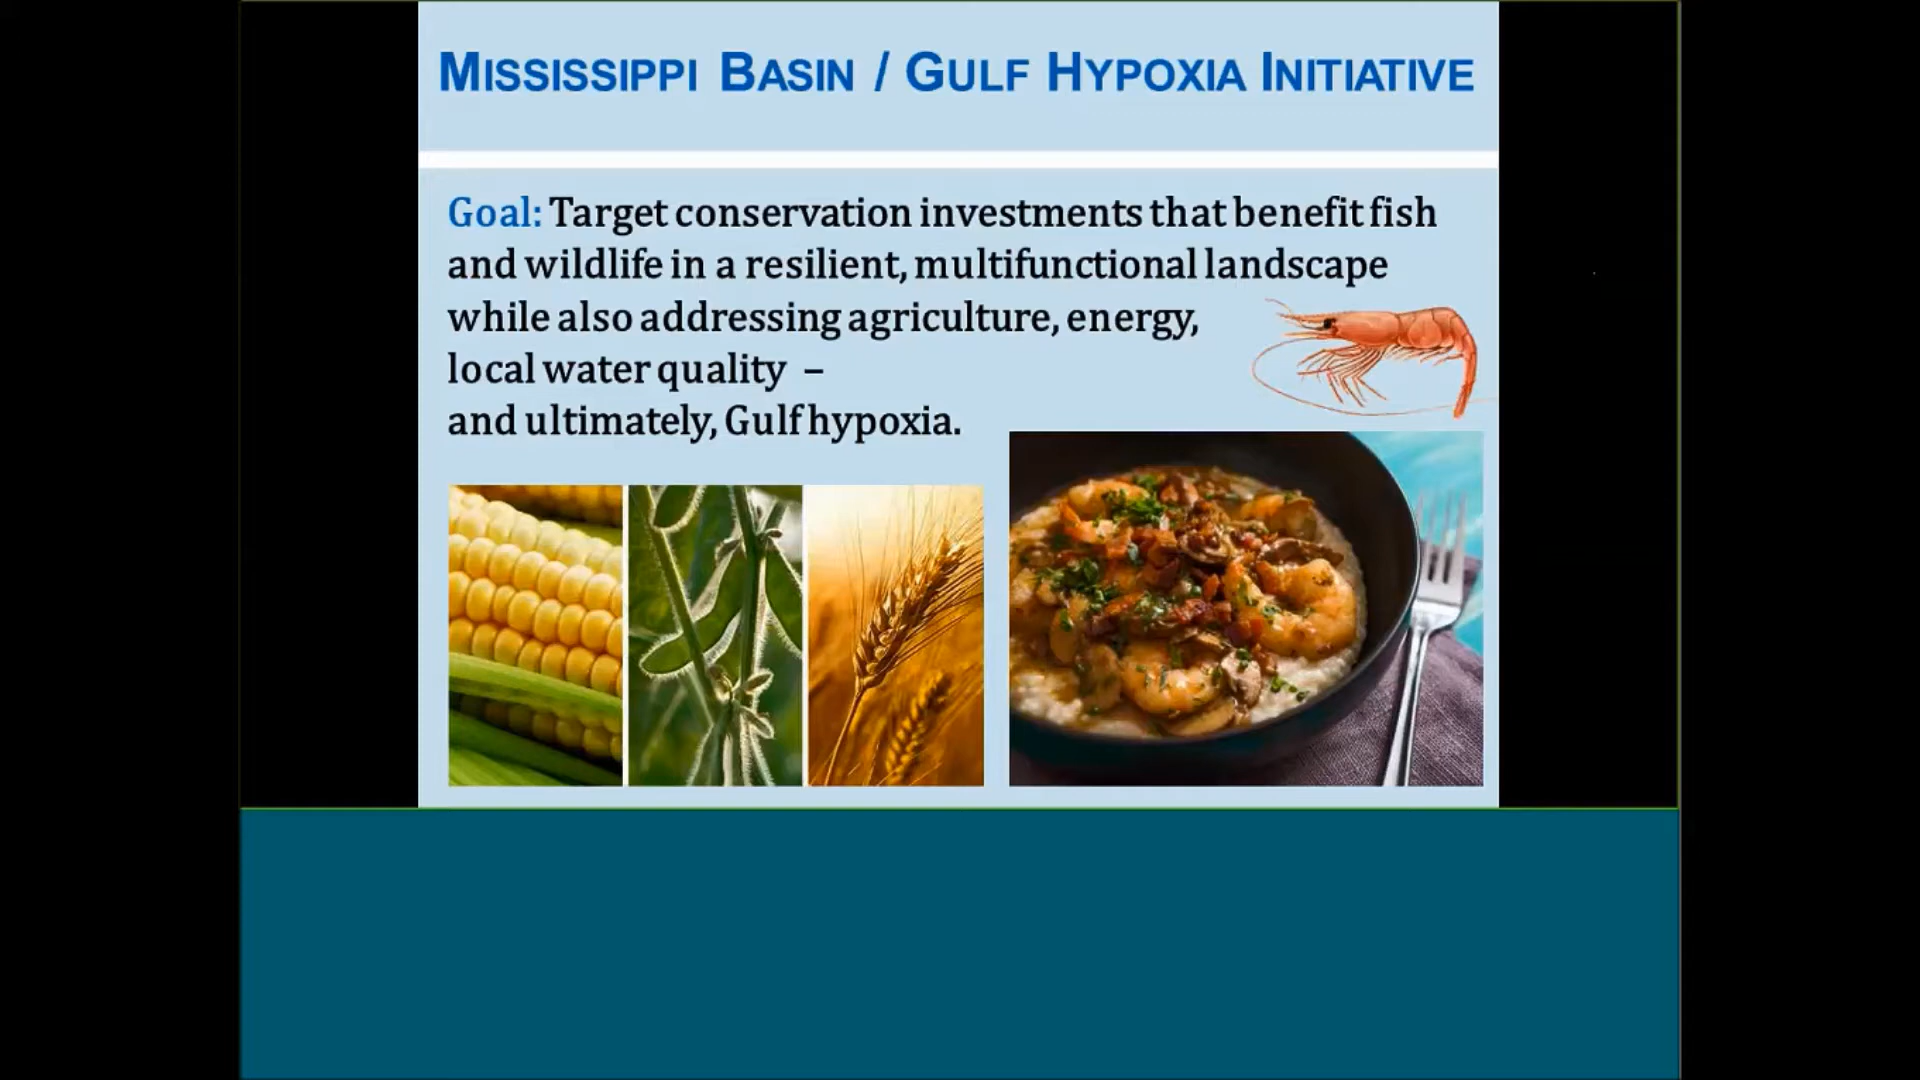 MISSISSIPPI BASIN / GULF HYPOXIA INITIATIVE
Goal: Target conservation investments that benefit fish
and wildlife in a resilient, multifunctional landscape
while also addressing agriculture, energy,
local water quality –
and ultimately, Gulf hypoxia.